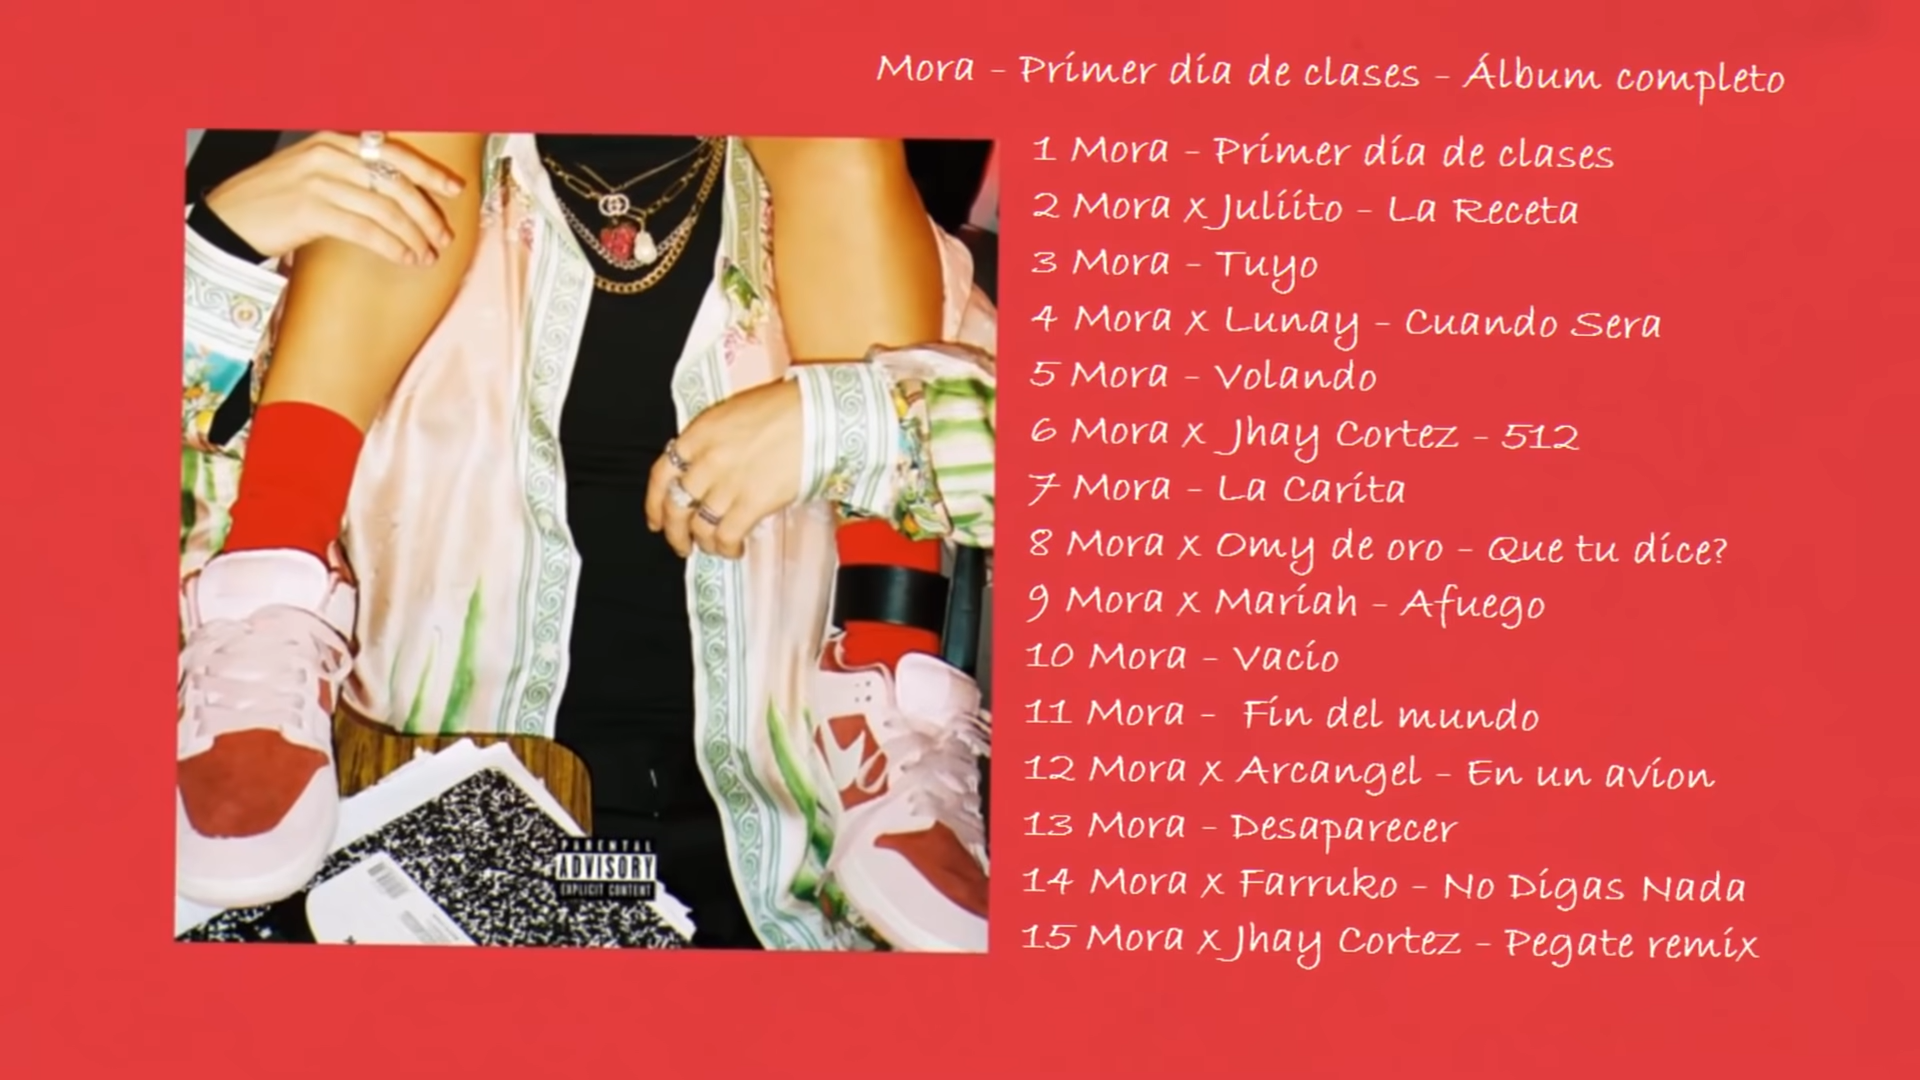 Mora - Primer día de clases - Álbum completo
1 Mora - Primer día de clases
2 Mora x Juliito - La Receta
3 Mora - Tuyo
4 Mora x Lunay - Cuando Sera
5 Mora - Volando
6 Mora x Jhay Cortez - 512
7 Mora - La Carita
8 Mora x Omy de oro - Que tu dice?
9 Mora x Mariah - Afuego
10 Mora - Vacío
11 Mora - Fin del mundo
12 Mora x Arcangel - En un avion
13 Mora - Desaparecer
14 Mora x Farruko - No Digas Nada
15 Mora x Jhay Cortez - Pegate remix
PARENTAL
ADVISORY
EXPLICIT CONTENT